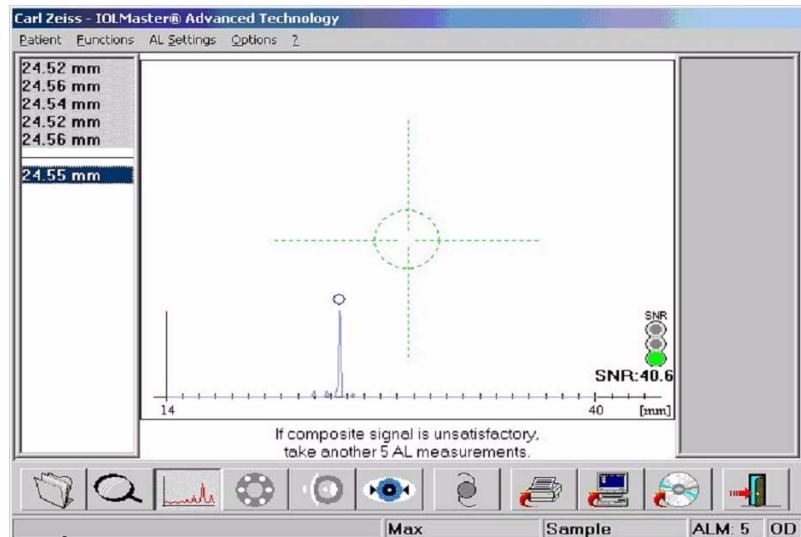 Carl Zeiss - IOLMaster® Advanced Technology
Patient Functions AL Settings Options ?
24.52 mm
24.56 mm
24.54 mm
24.52 mm
24.56 mm
24.55 mm
SNR
SNR:40.6
14 40 [mm]
If composite signal is unsatisfactory,
take another 5 AL measurements.
Max Sample ALM: 5 OD